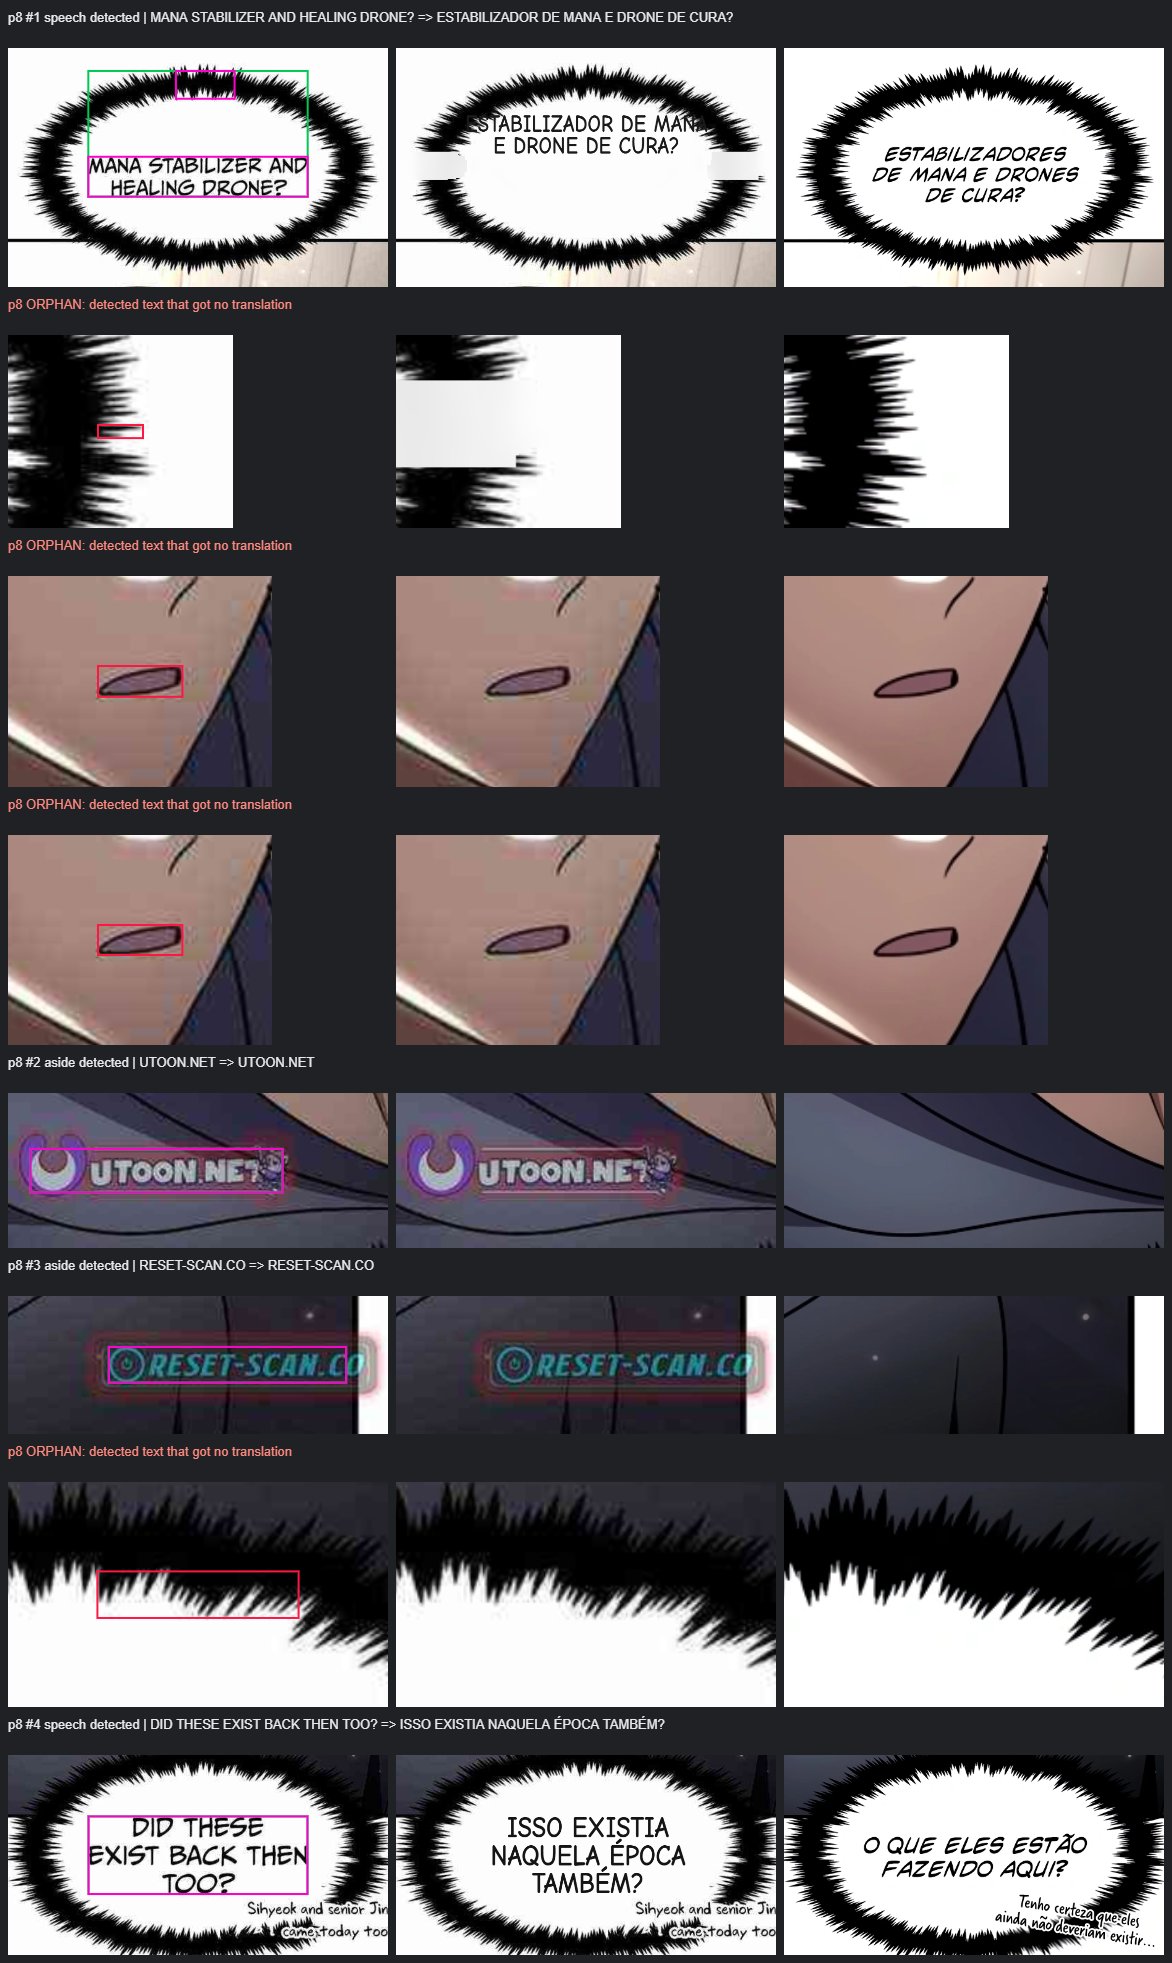 p8 #1 speech detected | MANA STABILIZER AND HEALING DRONE? => ESTABILIZADOR DE MANA E DRONE DE CURA?
MANA STABILIZER AND
HEALING DRONE?
ESTABILIZADOR DE MANA
E DRONE DE CURA?
ESTABILIZADORES
DE MANA E DRONES
DE CURA?
p8 ORPHAN: detected text that got no translation
p8 ORPHAN: detected text that got no translation
p8 ORPHAN: detected text that got no translation
p8 #2 aside detected | UTOON.NET => UTOON.NET
UTOON.NET
UTOON.NET
p8 #3 aside detected | RESET-SCAN.CO => RESET-SCAN.CO
RESET-SCAN.CO
RESET-SCAN.CO
p8 ORPHAN: detected text that got no translation
p8 #4 speech detected | DID THESE EXIST BACK THEN TOO? => ISSO EXISTIA NAQUELA ÉPOCA TAMBÉM?
DID THESE
EXIST BACK THEN
TOO?
Sihyeok and senior Jin
came today too
ISSO EXISTIA
NAQUELA ÉPOCA
TAMBÉM?
Sihyeok and senior Jin
came today too
O QUE ELES ESTÃO
FAZENDO AQUI?
Tenho certeza que eles
ainda não deveriam existir...